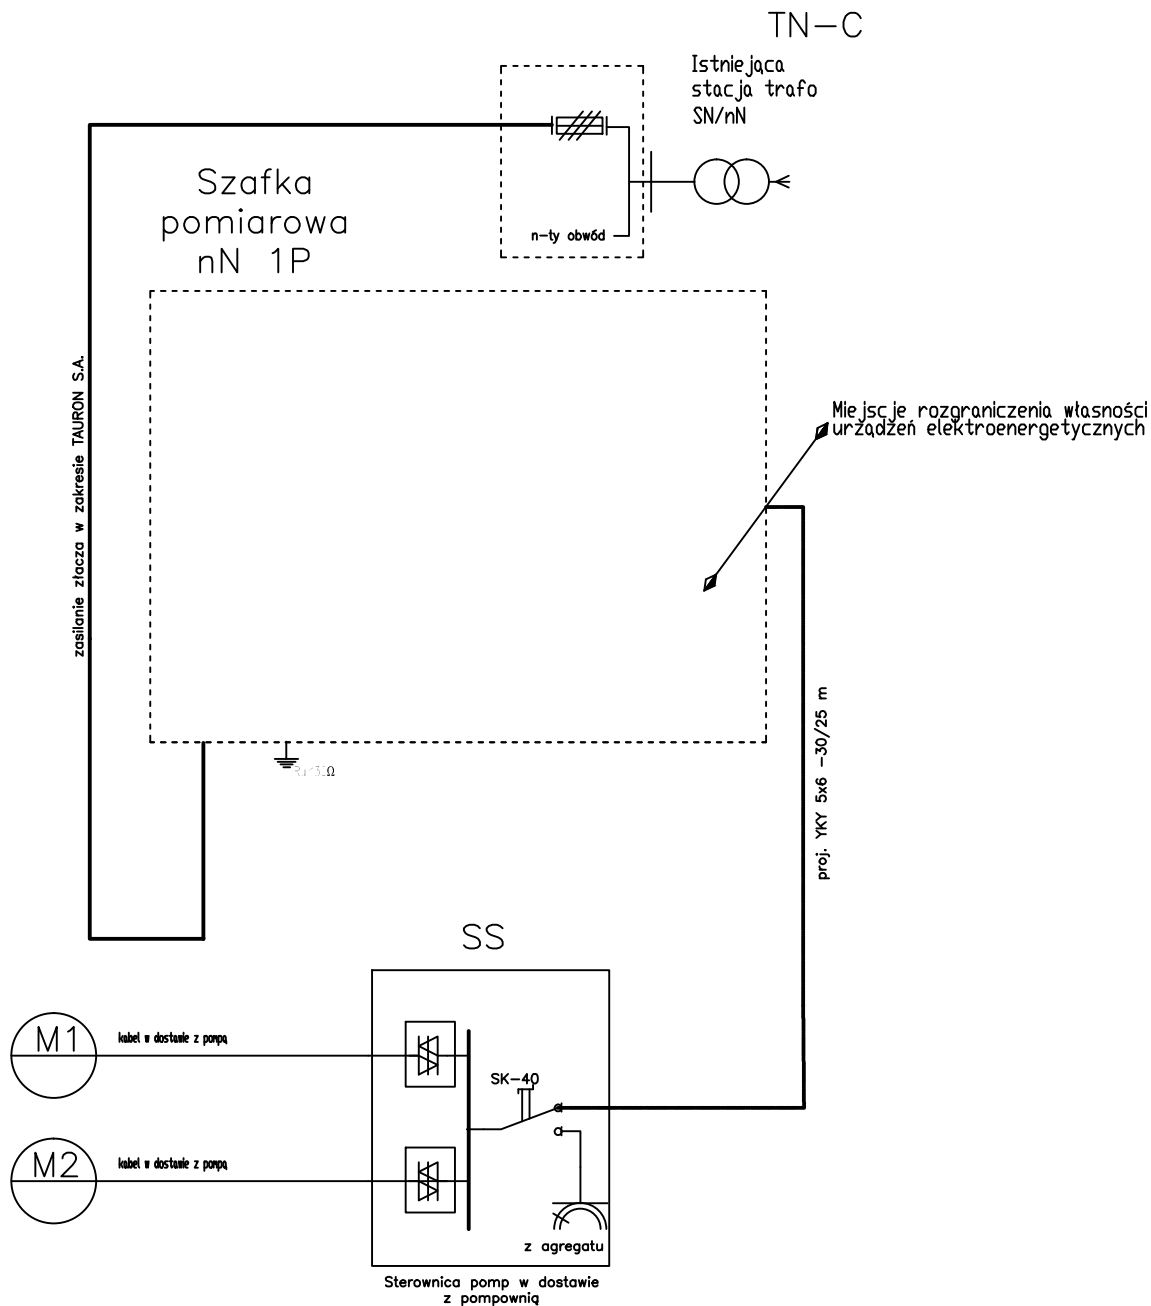 TN-C
Istniejąca
stacja trafo
SN/nN
Szafka
pomiarowa
nN 1P
n-ty obwód
zasilanie złacza w zakresie TAURON S.A.
Miejscje rozgraniczenia własności
urządzeń elektroenergetycznych
proj. YKY 5x6 -30/25 m
SS
M1
kabel w dostawie z pompą
SK-40
M2
kabel w dostawie z pompą
z agregatu
Sterownica pomp w dostawie
z pompownią